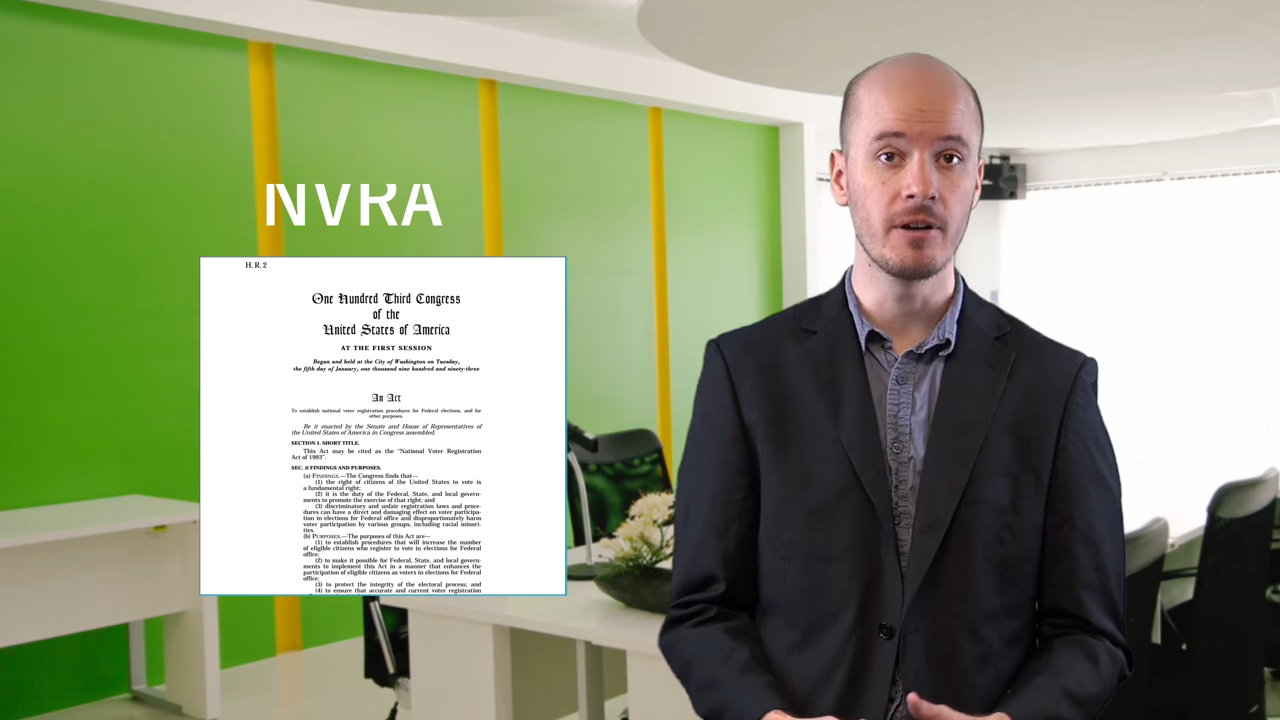 NVRA
H. R. 2
One Hundred Third Congress
of the
United States of America
AT THE FIRST SESSION
Begun and held at the City of Washington on Tuesday,
the fifth day of January, one thousand nine hundred and ninety-three
An Act
To establish national voter registration procedures for Federal elections, and for
other purposes.
Be it enacted by the Senate and House of Representatives of
the United States of America in Congress assembled,
SECTION 1. SHORT TITLE.
This Act may be cited as the "National Voter Registration
Act of 1993".
SEC. 2 FINDINGS AND PURPOSES.
(a) FINDINGS.—The Congress finds that—
(1) the right of citizens of the United States to vote is
a fundamental right;
(2) it is the duty of the Federal, State, and local govern-
ments to promote the exercise of that right; and
(3) discriminatory and unfair registration laws and proce-
dures can have a direct and damaging effect on voter participa-
tion in elections for Federal office and disproportionately harm
voter participation by various groups, including racial minori-
ties.
(b) PURPOSES.—The purposes of this Act are—
(1) to establish procedures that will increase the number
of eligible citizens who register to vote in elections for Federal
office;
(2) to make it possible for Federal, State, and local govern-
ments to implement this Act in a manner that enhances the
participation of eligible citizens as voters in elections for Federal
office;
(3) to protect the integrity of the electoral process; and
(4) to ensure that accurate and current voter registration